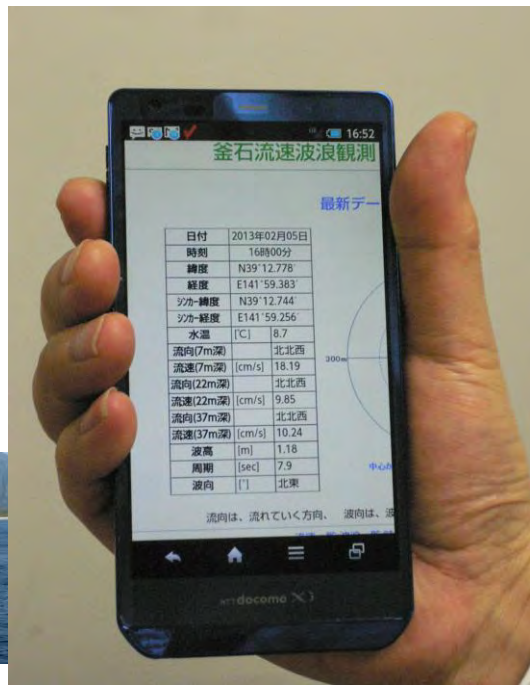 16:52
釜石流速波浪観測
最新デー
日付 2013年02月05日
時刻 16時00分
緯度 N39°12.778'
経度 E141°59.383'
シンカー緯度 N39°12.744'
シンカー経度 E141°59.256'
水温 [℃] 8.7
流向(7m深) 北北西
流速(7m深) [cm/s] 18.19
流向(22m深) 北北西
流速(22m深) [cm/s] 9.85
流向(37m深) 北北西
流速(37m深) [cm/s] 10.24
波高 [m] 1.18
周期 [sec] 7.9
波向 [°] 北東
300m
中心か
流向は、流れていく方向、 波向は、波
docomo